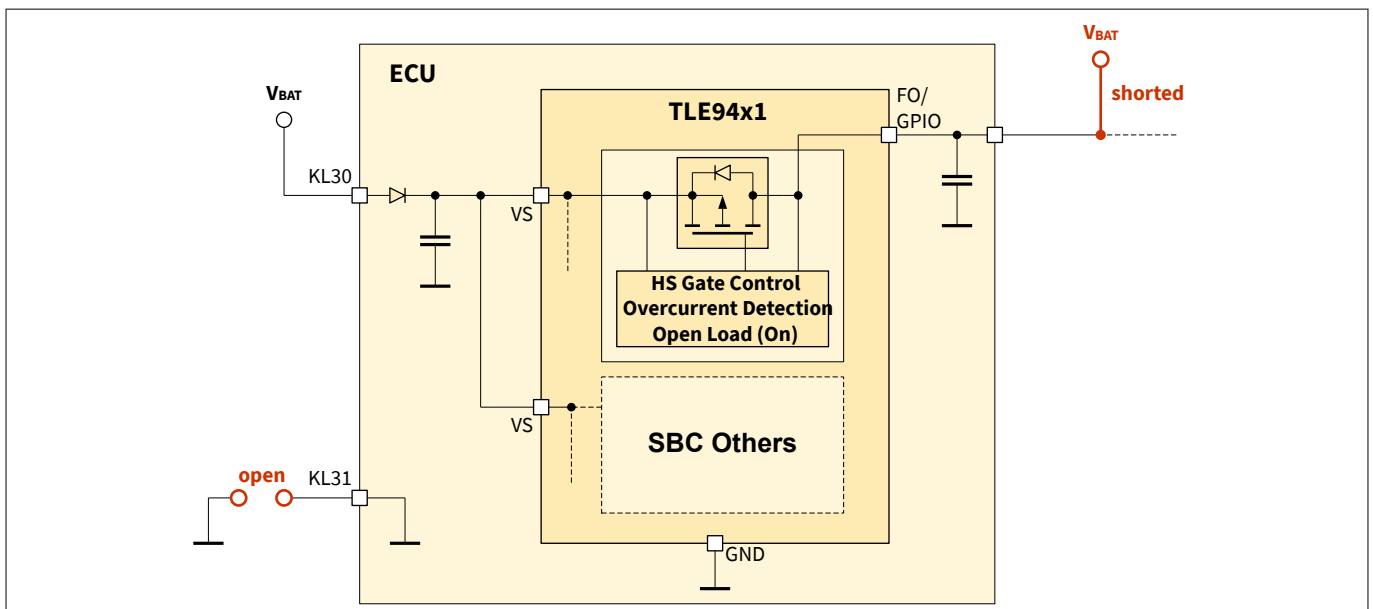 ECU
VBAT
VBAT
shorted
TLE94x1
FO/
GPIO
KL30
VS
HS Gate Control
Overcurrent Detection
Open Load (On)
VS
SBC Others
open
KL31
GND